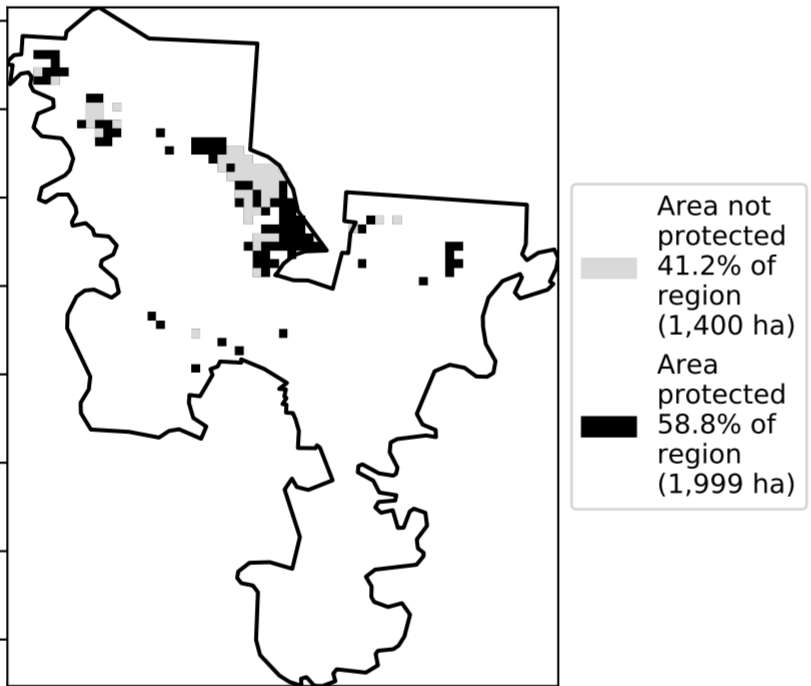 Area not
protected
41.2% of
region
(1,400 ha)
Area
protected
58.8% of
region
(1,999 ha)